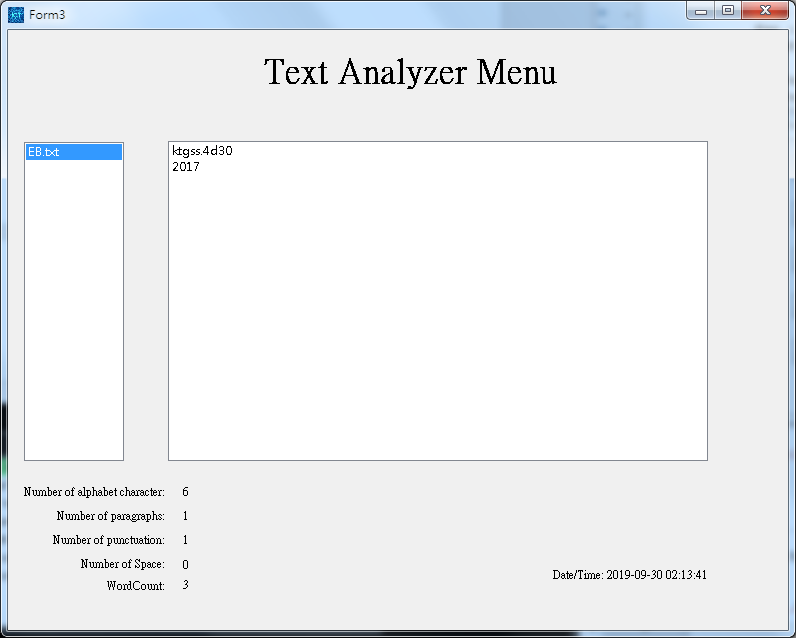 Form3
Text Analyzer Menu
EB.txt
ktgss.4d30
2017
Number of alphabet character: 6
Number of paragraphs: 1
Number of punctuation: 1
Number of Space: 0
WordCount: 3
Date/Time: 2019-09-30 02:13:41